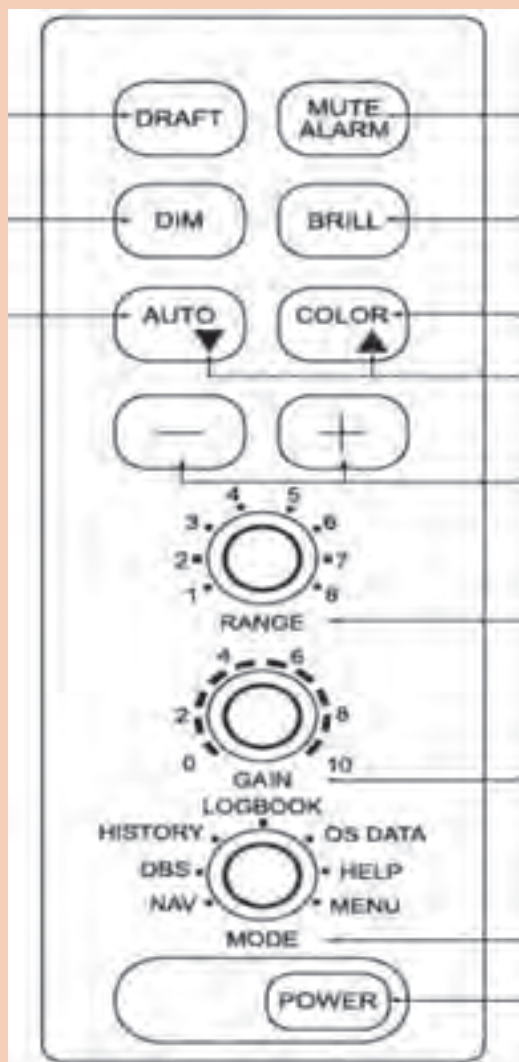 DRAFT
MUTE
ALARM
DIM
BRILL
AUTO
COLOR
4 5
3 6
2 7
1 8
RANGE
4 6
2 8
0 10
GAIN
LOGBOOK
HISTORY OS DATA
DBS HELP
NAV MENU
MODE
POWER